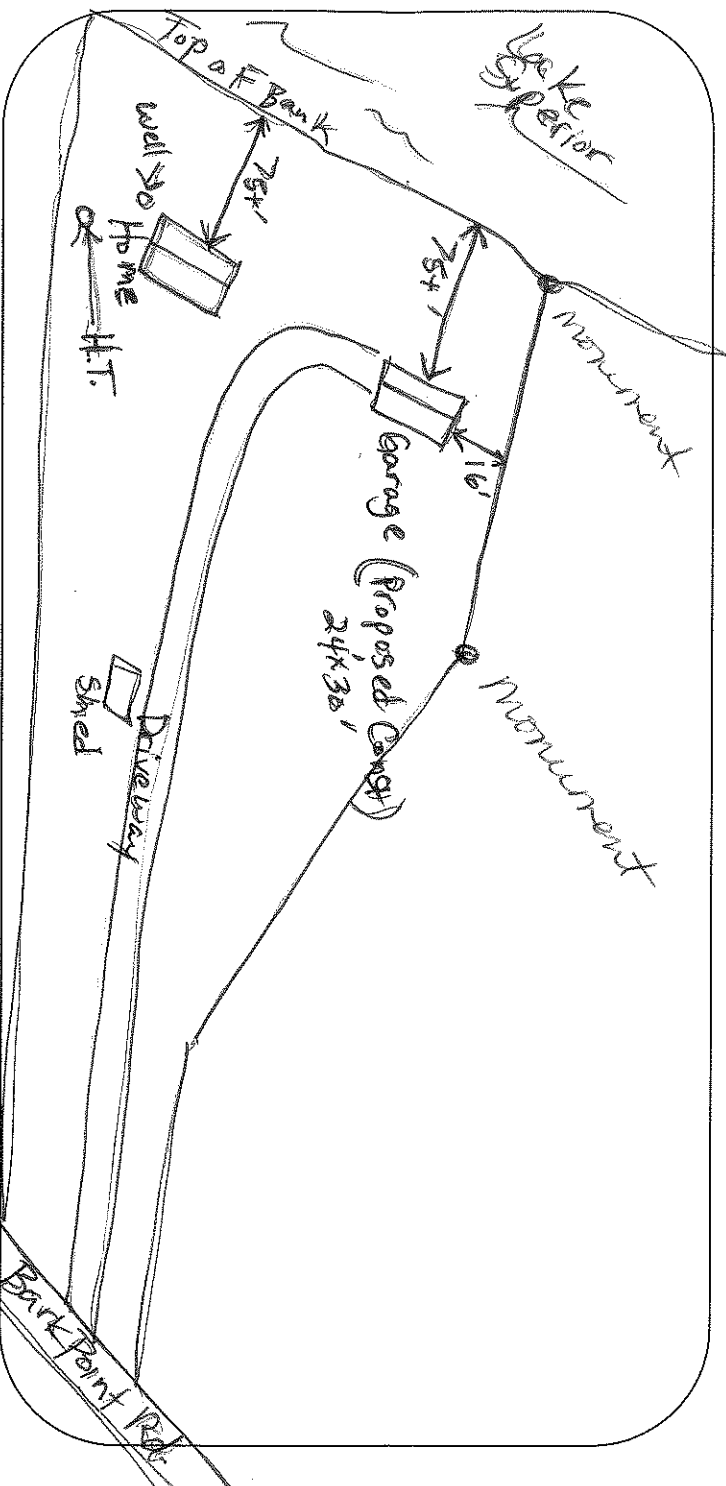 Lake
Superior
Top of Bank
75+'
75+'
monument
well >o
Home
H.T.
16'
Garage (Proposed Const)
24'x30'
monument
Shed
Driveway
Bark Point Rd.